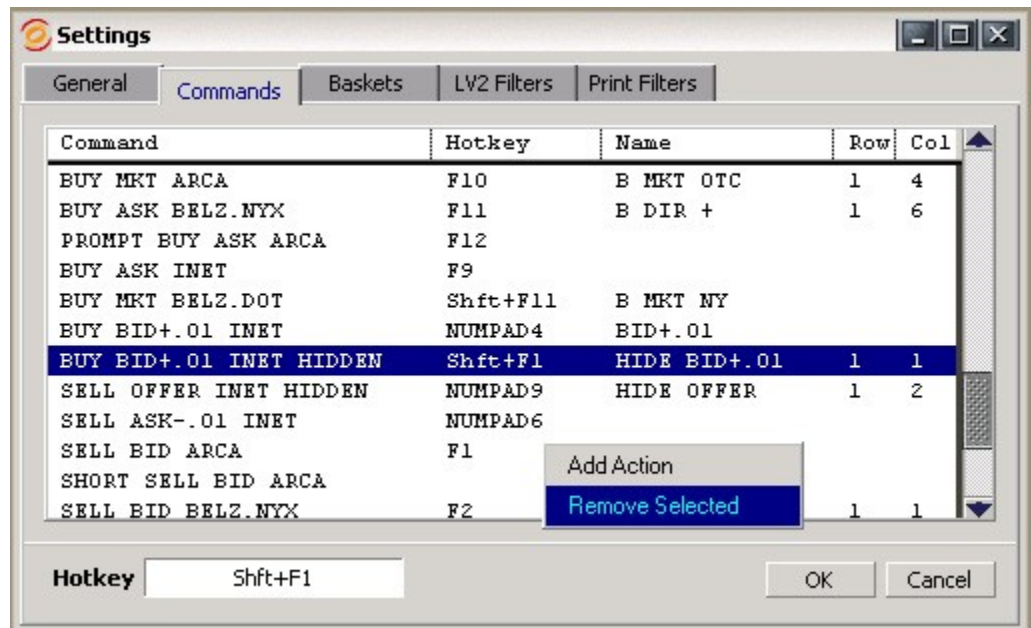 Settings
General Commands Baskets LV2 Filters Print Filters
Command Hotkey Name Row Col
BUY MKT ARCA F10 B MKT OTC 1 4
BUY ASK BELZ.NYX F11 B DIR + 1 6
PROMPT BUY ASK ARCA F12
BUY ASK INET F9
BUY MKT BELZ.DOT Shft+F11 B MKT NY
BUY BID+.01 INET NUMPAD4 BID+.01
BUY BID+.01 INET HIDDEN Shft+F1 HIDE BID+.01 1 1
SELL OFFER INET HIDDEN NUMPAD9 HIDE OFFER 1 2
SELL ASK-.01 INET NUMPAD6
SELL BID ARCA F1
Add Action
SHORT SELL BID ARCA
Remove Selected
SELL BID BELZ.NYX F2 1 1
Hotkey Shft+F1 OK Cancel